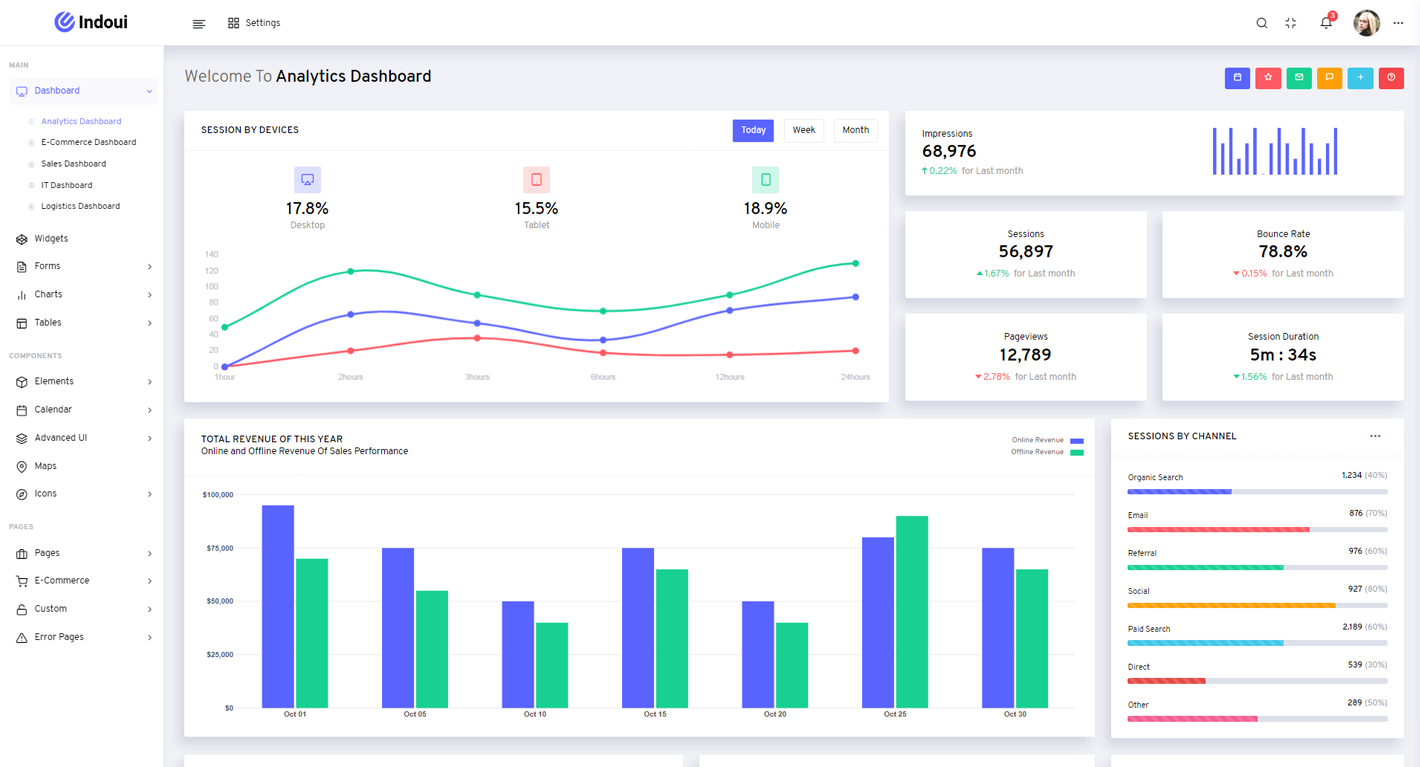 Indoui
Settings
3
MAIN
Dashboard
Analytics Dashboard
E-Commerce Dashboard
Sales Dashboard
IT Dashboard
Logistics Dashboard
Widgets
Forms
Charts
Tables
COMPONENTS
Elements
Calendar
Advanced UI
Maps
Icons
PAGES
Pages
E-Commerce
Custom
Error Pages
Welcome To Analytics Dashboard
SESSION BY DEVICES
Today Week Month
17.8% 15.5% 18.9%
Desktop Tablet Mobile
140
120
100
80
60
40
20
0
1hour 2hours 3hours 6hours 12hours 24hours
Impressions
68,976
0.22% for Last month
Sessions
56,897
1.67% for Last month
Bounce Rate
78.8%
0.15% for Last month
Pageviews
12,789
2.78% for Last month
Session Duration
5m : 34s
1.56% for Last month
TOTAL REVENUE OF THIS YEAR
Online and Offline Revenue Of Sales Performance
Online Revenue
Offline Revenue
$100,000
$75,000
$50,000
$25,000
$0
Oct 01 Oct 05 Oct 10 Oct 15 Oct 20 Oct 25 Oct 30
SESSIONS BY CHANNEL
Organic Search 1,234 (40%)
Email 876 (70%)
Referral 976 (60%)
Social 927 (80%)
Paid Search 2,189 (60%)
Direct 539 (30%)
Other 289 (50%)